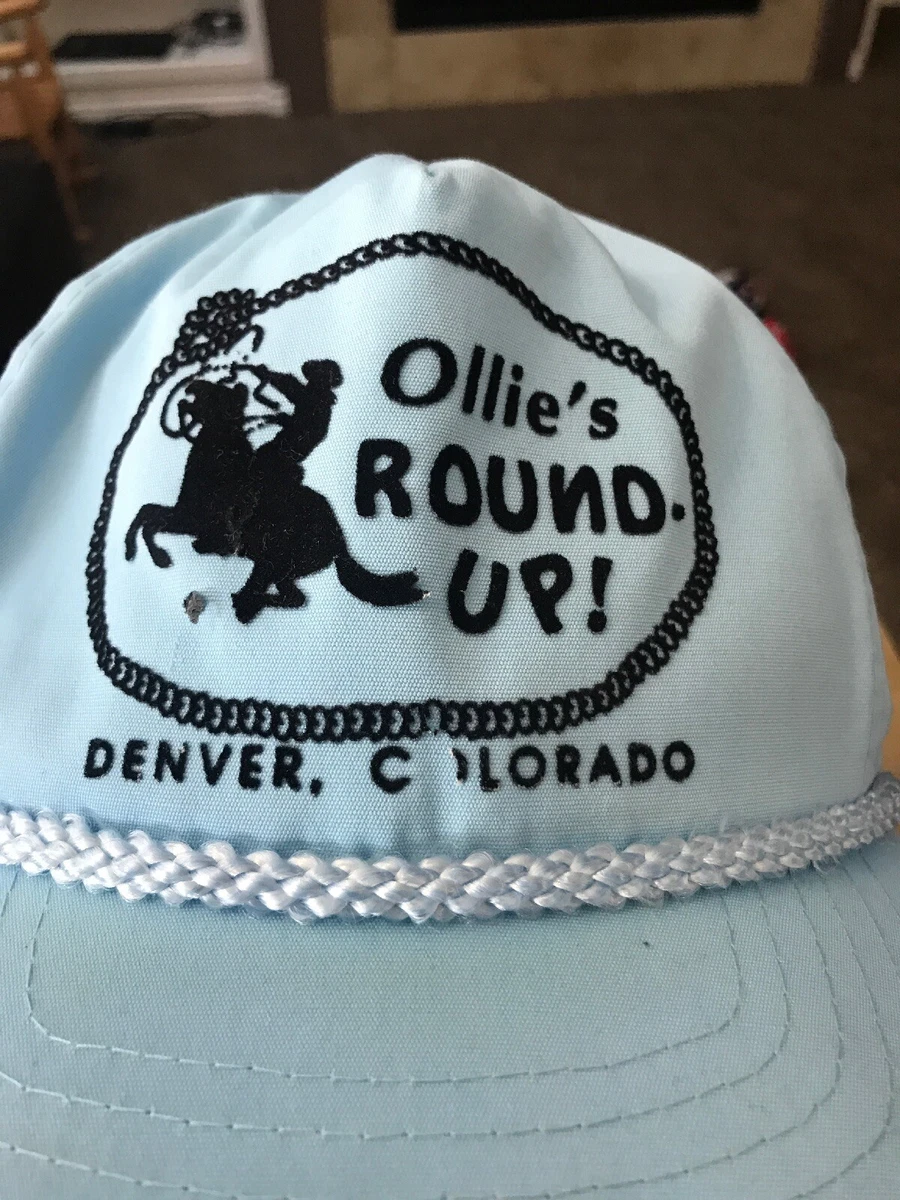 Ollie's
ROUND-
UP!
DENVER, COLORADO